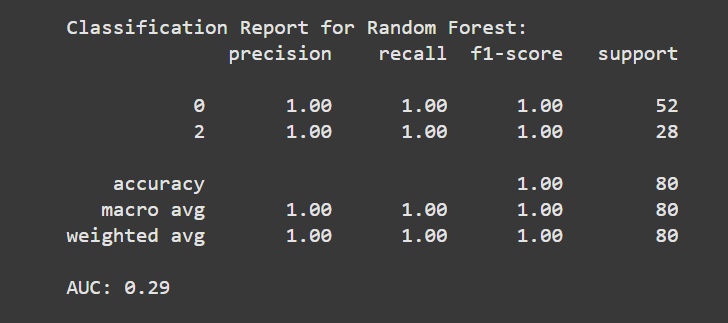 Classification Report for Random Forest:
precision recall f1-score support
0 1.00 1.00 1.00 52
2 1.00 1.00 1.00 28
accuracy 1.00 80
macro avg 1.00 1.00 1.00 80
weighted avg 1.00 1.00 1.00 80
AUC: 0.29